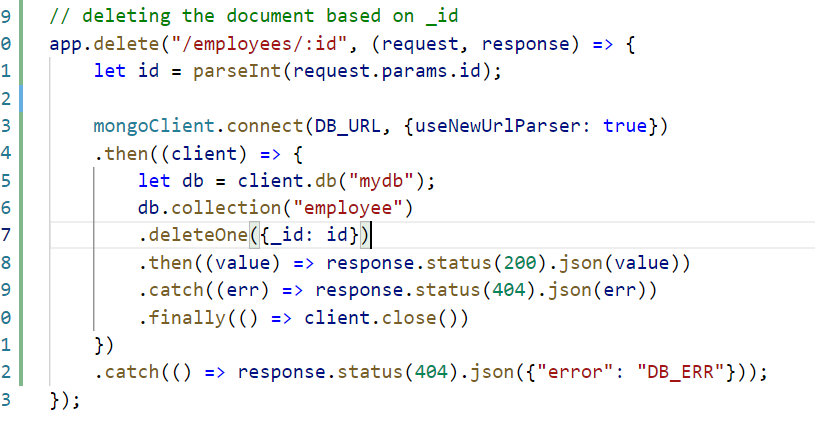 9 // deleting the document based on _id
0 app.delete("/employees/:id", (request, response) => {
1     let id = parseInt(request.params.id);
2
3     mongoClient.connect(DB_URL, {useNewUrlParser: true})
4     .then((client) => {
5         let db = client.db("mydb");
6         db.collection("employee")
7         .deleteOne({_id: id})
8         .then((value) => response.status(200).json(value))
9         .catch((err) => response.status(404).json(err))
0         .finally(() => client.close())
1     })
2     .catch(() => response.status(404).json({"error": "DB_ERR"}));
3 });